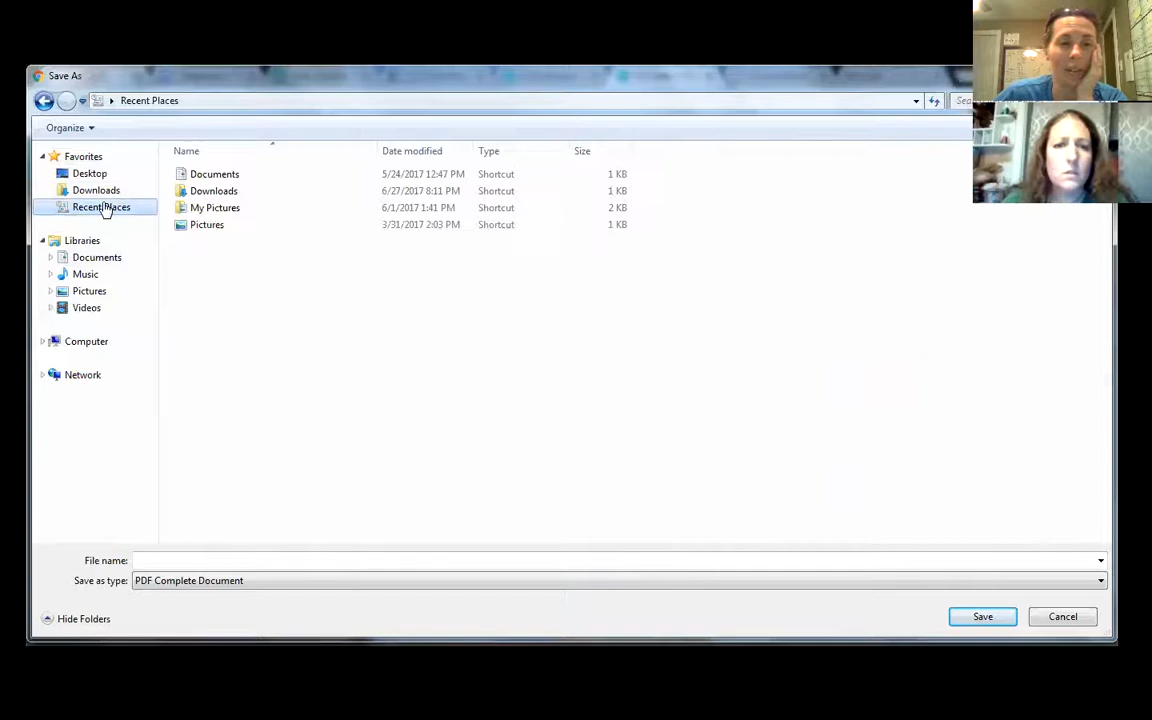 Save As
Recent Places
Sea
Organize
Name Date modified Type Size
Favorites
Desktop
Downloads
Recent Places
Libraries
Documents
Music
Pictures
Videos
Computer
Network
Documents 5/24/2017 12:47 PM Shortcut 1 KB
Downloads 6/27/2017 8:11 PM Shortcut 1 KB
My Pictures 6/1/2017 1:41 PM Shortcut 2 KB
Pictures 3/31/2017 2:03 PM Shortcut 1 KB
File name:
Save as type: PDF Complete Document
Hide Folders
Save Cancel